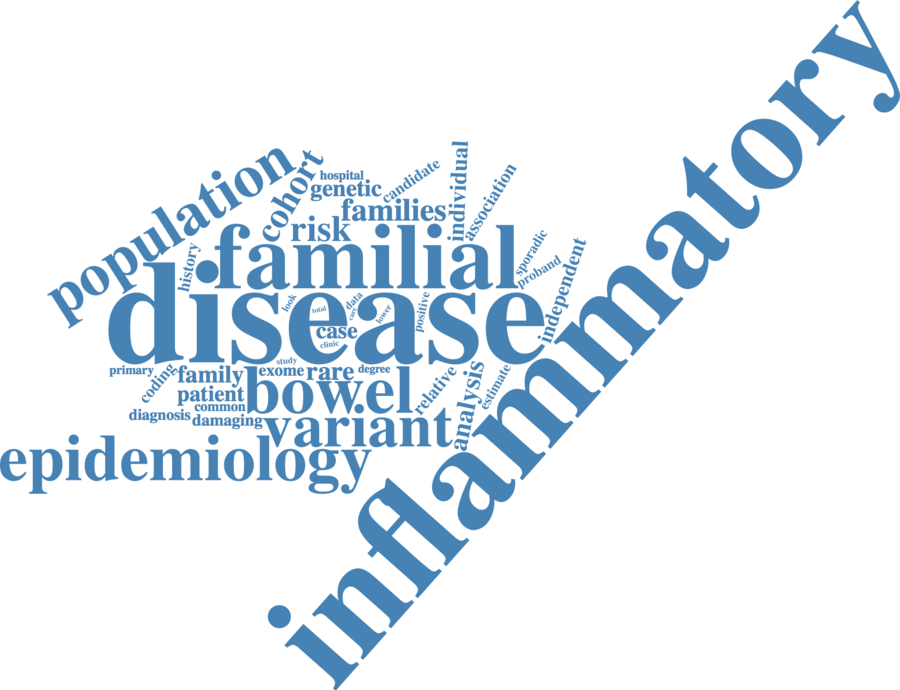 inflammatory
population
cohort
hospital
genetic
candidate
individual
association
families
risk
familial
history
sporadic
proband
independent
disease
look
total
data
care
lower
positive
case
clinic
study
primary
coding
family
exome
rare
degree
patient
bowel
relative
analysis
estimate
common
diagnosis
damaging
variant
epidemiology